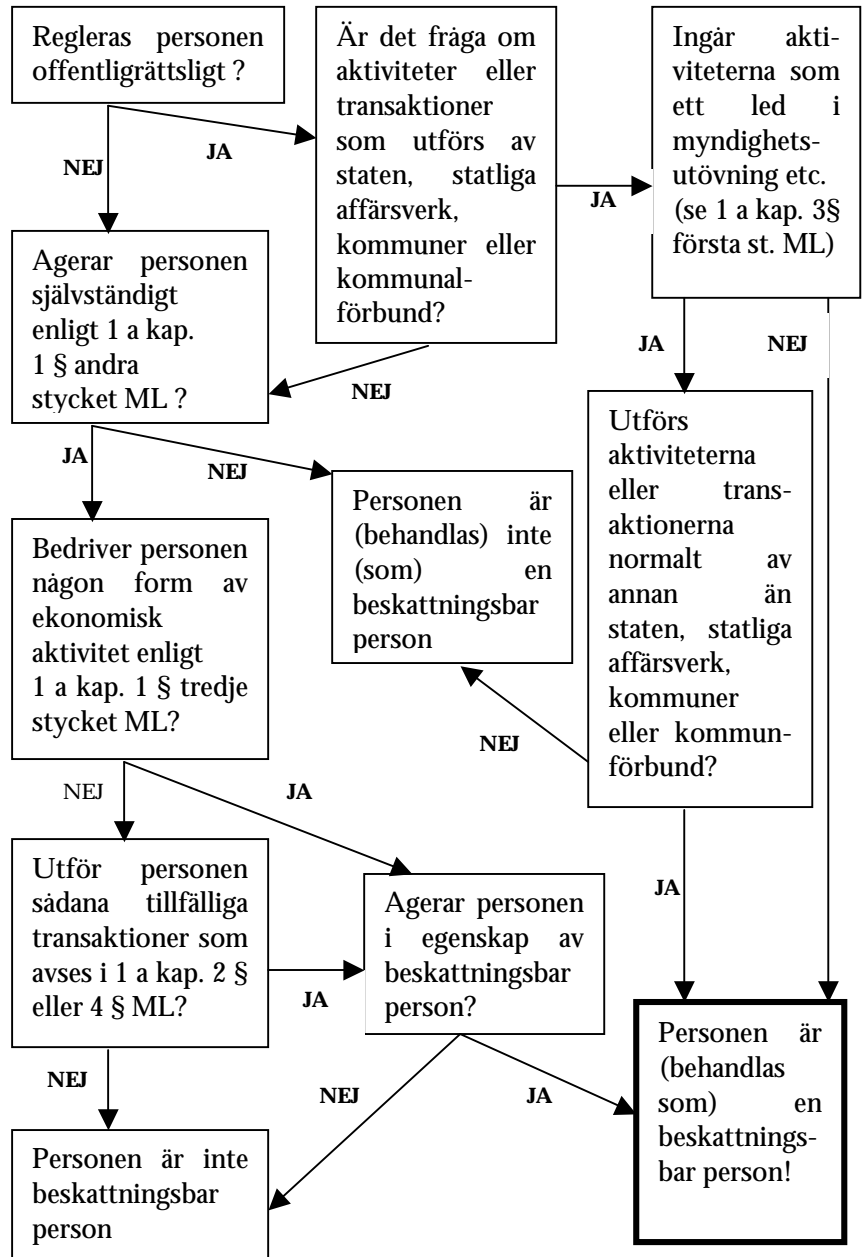 Regleras personen
offentligrättsligt ?
Är det fråga om
aktiviteter eller
transaktioner
som utförs av
staten, statliga
affärsverk,
kommuner eller
kommunal-
förbund?
Ingår akti-
viteterna som
ett led i
myndighets-
utövning etc.
(se 1 a kap. 3§
första st. ML)
NEJ
JA
JA
Agerar personen
självständigt
enligt 1 a kap.
1 § andra
stycket ML ?
NEJ
JA
NEJ
JA
NEJ
Personen är
(behandlas) inte
(som) en
beskattningsbar
person
Utförs
aktiviteterna
eller trans-
aktionerna
normalt av
annan än
staten, statliga
affärsverk,
kommuner
eller kommun-
förbund?
Bedriver personen
någon form av
ekonomisk
aktivitet enligt
1 a kap. 1 § tredje
stycket ML?
NEJ
NEJ
JA
JA
Utför personen
sådana tillfälliga
transaktioner som
avses i 1 a kap. 2 §
eller 4 § ML?
JA
Agerar personen
i egenskap av
beskattningsbar
person?
NEJ
NEJ
JA
Personen är
(behandlas
som) en
beskattnings-
bar person!
Personen är inte
beskattningsbar
person